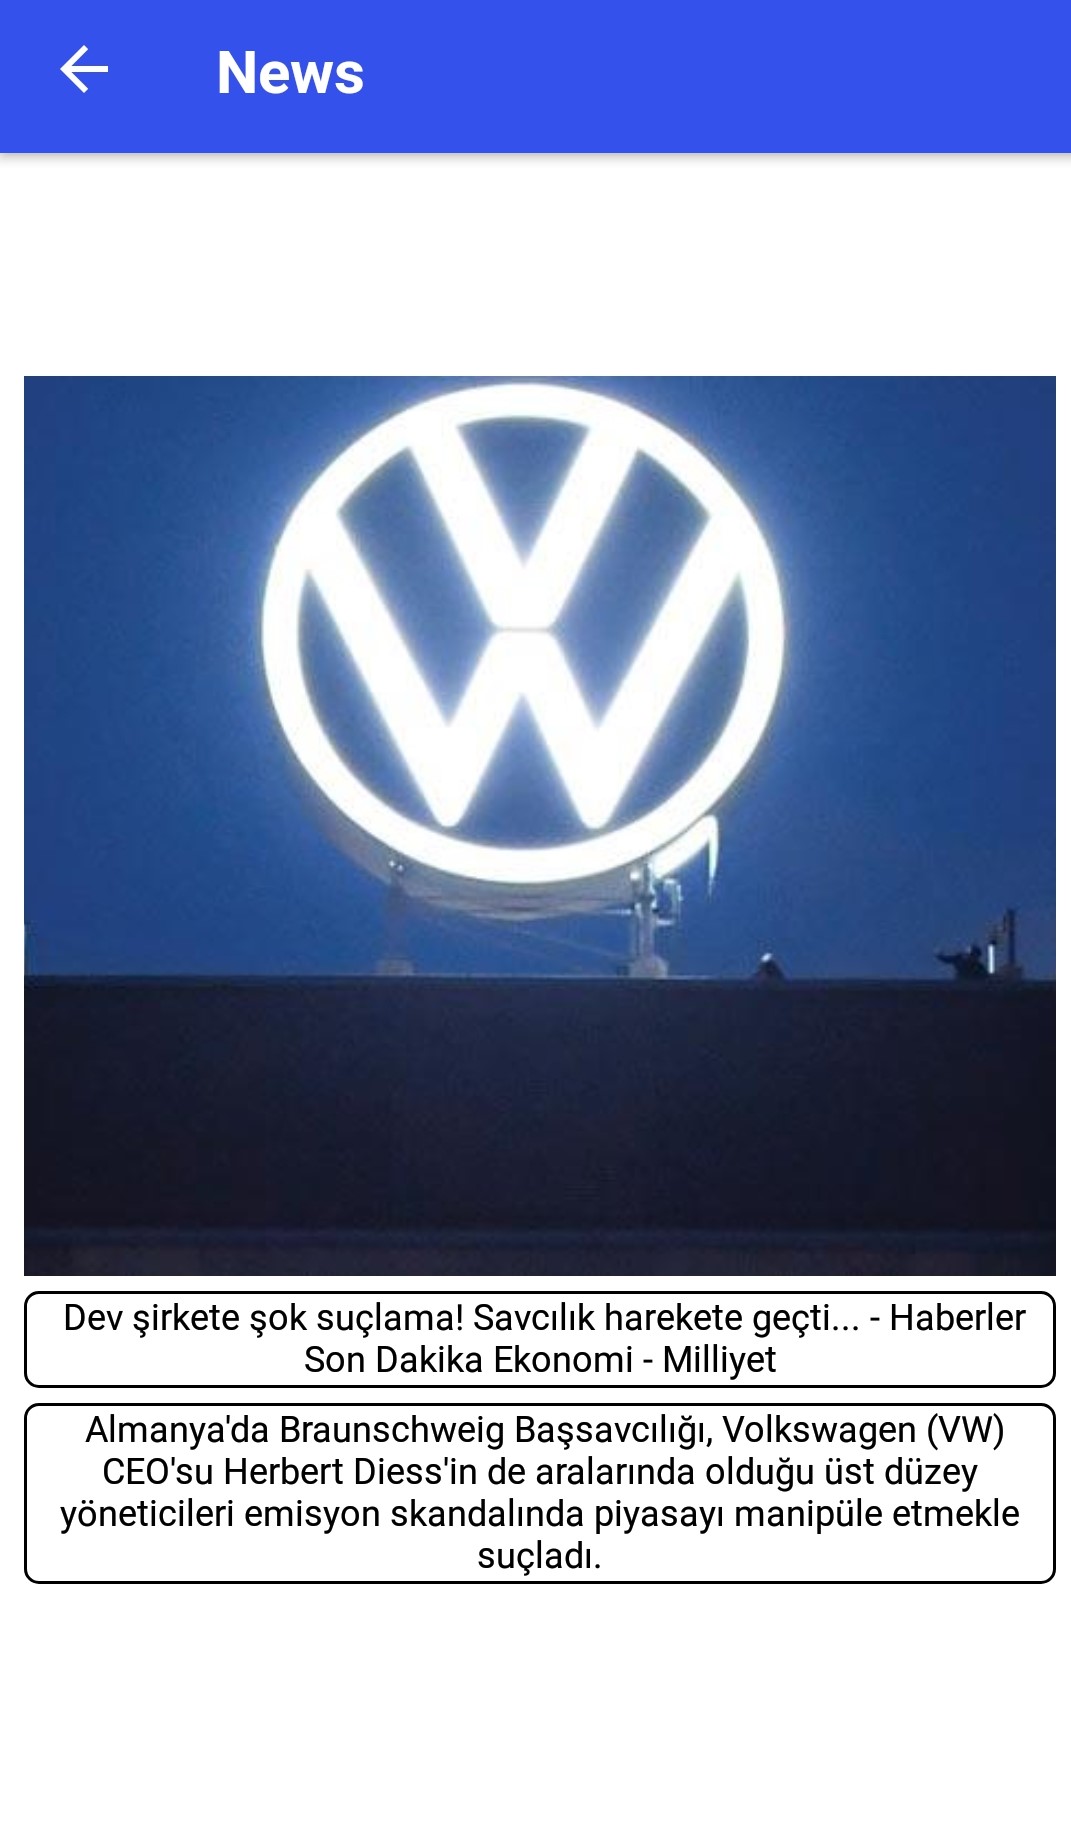 News
Dev şirkete şok suçlama! Savcılık harekete geçti... - Haberler
Son Dakika Ekonomi - Milliyet
Almanya'da Braunschweig Başsavcılığı, Volkswagen (VW)
CEO'su Herbert Diess'in de aralarında olduğu üst düzey
yöneticileri emisyon skandalında piyasayı manipüle etmekle
suçladı.